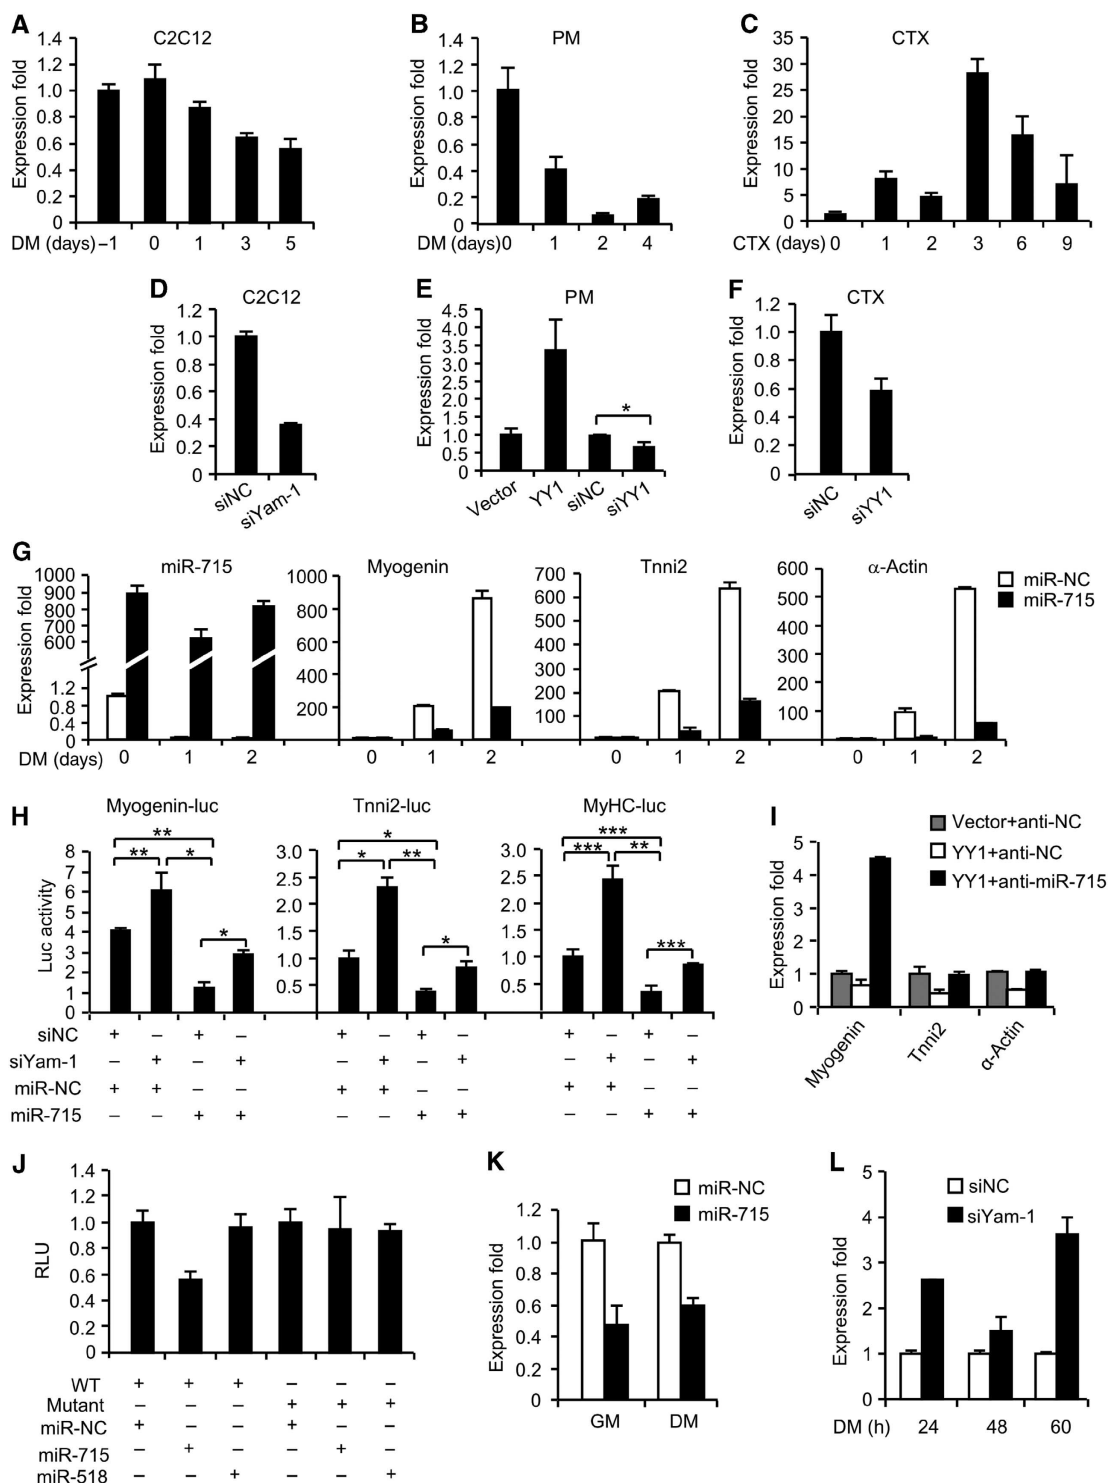 A
C2C12
Expression fold
1.4
1.2
1.0
0.8
0.6
0.4
0.2
0
DM (days) –1 0 1 3 5
B
PM
Expression fold
1.4
1.2
1.0
0.8
0.6
0.4
0.2
0
DM (days) 0 1 2 4
C
CTX
Expression fold
35
30
25
20
15
10
5
0
CTX (days) 0 1 2 3 6 9
D
C2C12
Expression fold
1.2
1.0
0.8
0.6
0.4
0.2
0
siNC siYam-1
E
PM
Expression fold
4.5
4.0
3.5
3.0
2.5
2.0
1.5
1.0
0.5
0
*
Vector YY1 siNC siYY1
F
CTX
Expression fold
1.2
1.0
0.8
0.6
0.4
0.2
0
siNC siYY1
G
miR-715
Expression fold
1000
900
800
700
600
1.2
0.8
0.4
0
DM (days) 0 1 2
Myogenin
1000
800
600
400
200
0 1 2
Tnni2
700
600
500
400
300
200
100
0 1 2
α-Actin
600
500
400
300
200
100
0 1 2
miR-NC
miR-715
H
Myogenin-luc
Luc activity
8
7
6
5
4
3
2
1
0
**
** *
*
Tnni2-luc
3.0
2.5
2.0
1.5
1.0
0.5
*
* **
*
MyHC-luc
3.0
2.5
2.0
1.5
1.0
0.5
***
*** **
***
siNC + – + – + – + – + – + –
siYam-1 – + – + – + – + – + – +
miR-NC + + – – + + – – + + – –
miR-715 – – + + – – + + – – + +
I
Vector+anti-NC
YY1+anti-NC
YY1+anti-miR-715
Expression fold
5
4
3
2
1
0
Myogenin Tnni2 α-Actin
J
RLU
1.4
1.2
1.0
0.8
0.6
0.4
0.2
0
WT + + + – – –
Mutant – – – + + +
miR-NC + – – + – –
miR-715 – + – – + –
miR-518 – – + – – +
K
miR-NC
miR-715
Expression fold
1.2
1.0
0.8
0.6
0.4
0.2
0
GM DM
L
siNC
siYam-1
Expression fold
5
4
3
2
1
0
DM (h) 24 48 60